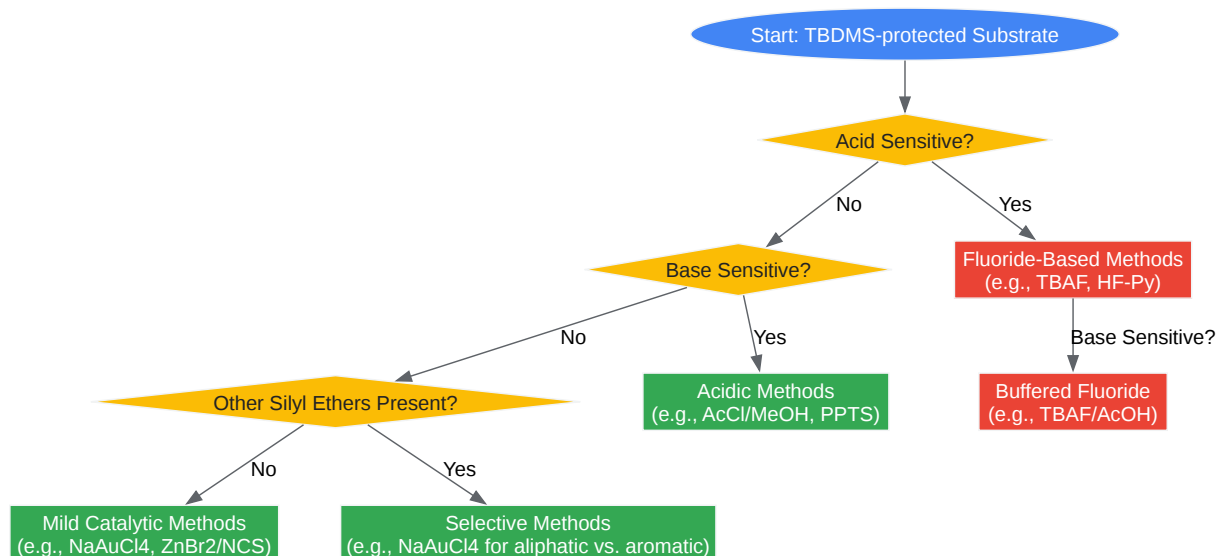 Start: TBDMS-protected Substrate
Acid Sensitive?
No
Yes
Base Sensitive?
Fluoride-Based Methods
(e.g., TBAF, HF-Py)
No
Yes
Base Sensitive?
Other Silyl Ethers Present?
Acidic Methods
(e.g., AcCl/MeOH, PPTS)
Buffered Fluoride
(e.g., TBAF/AcOH)
No
Yes
Mild Catalytic Methods
(e.g., NaAuCl4, ZnBr2/NCS)
Selective Methods
(e.g., NaAuCl4 for aliphatic vs. aromatic)